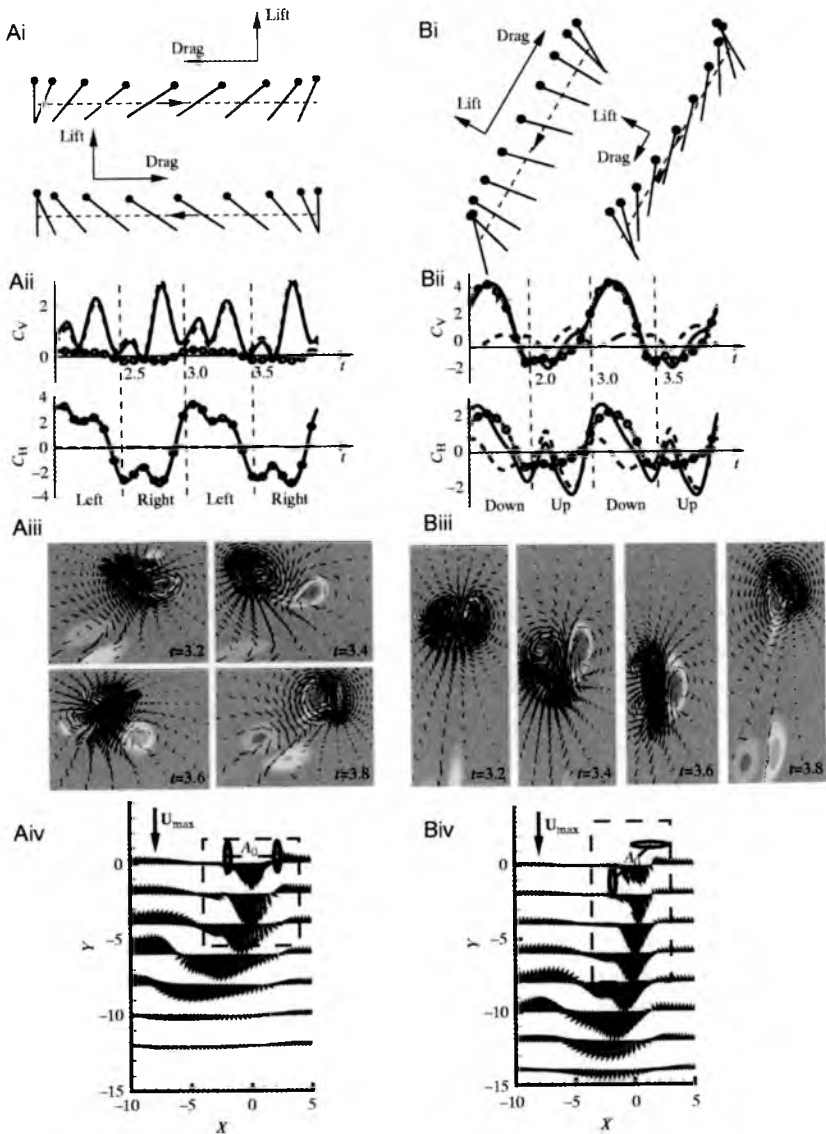 Ai
Lift
Drag
Lift
Drag
Bi
Drag
Lift
Lift
Drag
Aii
2
C_V
0
2.5
3.0
3.5
t
4
2
C_H
0
−2
−4
t
Left
Right
Left
Right
Bii
4
2
C_V
0
−2
2.0
3.0
3.5
t
2
C_H
0
−2
t
Down
Up
Down
Up
Aiii
t=3.2
t=3.4
t=3.6
t=3.8
Biii
t=3.2
t=3.4
t=3.6
t=3.8
Aiv
U_max
A_0
0
Y
−5
−10
−15
−10
−5
0
5
X
Biv
U_max
A_0
0
Y
−5
−10
−15
−10
−5
0
5
X